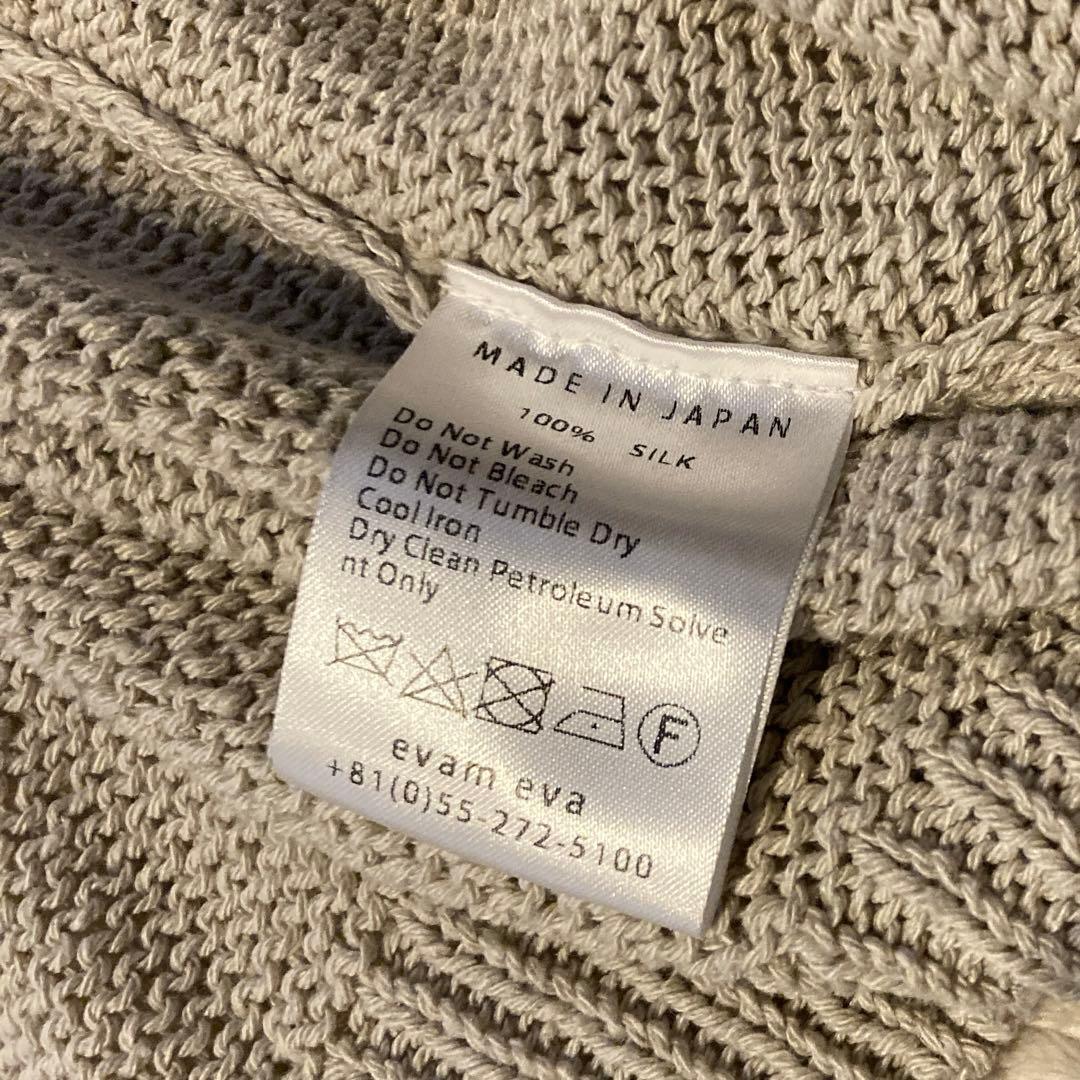 MADE IN JAPAN
100% SILK
Do Not Wash
Do Not Bleach
Do Not Tumble Dry
Cool Iron
Dry Clean Petroleum Solve
nt Only
F
evam eva
+81(0)55-272-5100